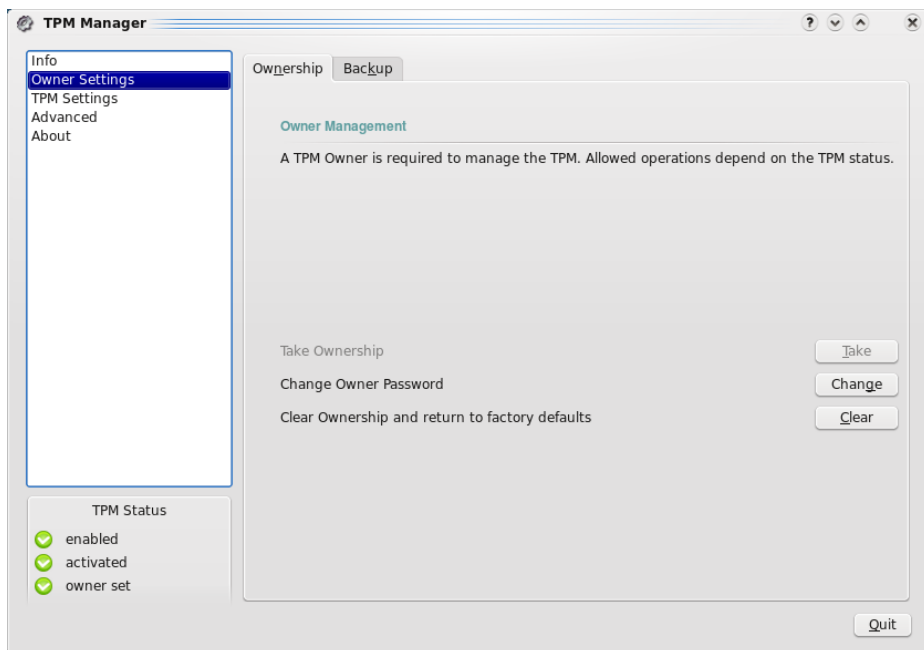 TPM Manager
?
Info
Owner Settings
TPM Settings
Advanced
About
Ownership
Backup
Owner Management
A TPM Owner is required to manage the TPM. Allowed operations depend on the TPM status.
Take Ownership
Take
Change Owner Password
Change
Clear Ownership and return to factory defaults
Clear
TPM Status
enabled
activated
owner set
Quit